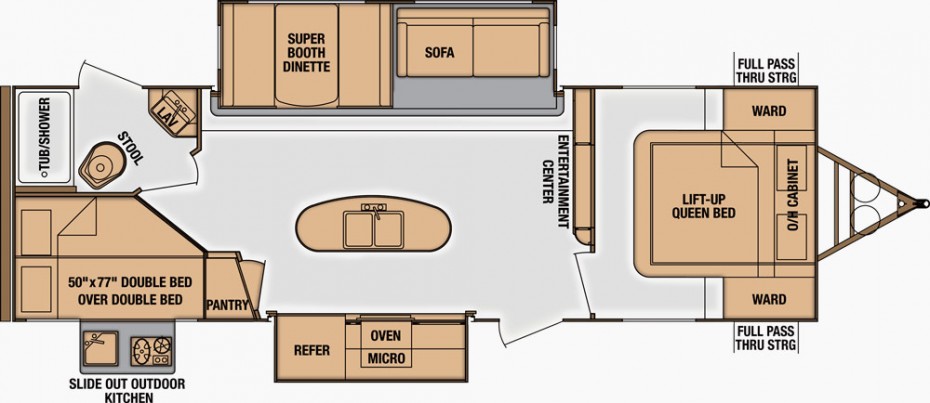 SUPER
BOOTH
DINETTE
SOFA
FULL PASS
THRU STRG
TUB/SHOWER
STOOL
LAV
WARD
ENTERTAINMENT
CENTER
LIFT-UP
QUEEN BED
O/H CABINET
50"x77" DOUBLE BED
OVER DOUBLE BED
PANTRY
WARD
REFER
OVEN
MICRO
FULL PASS
THRU STRG
SLIDE OUT OUTDOOR
KITCHEN